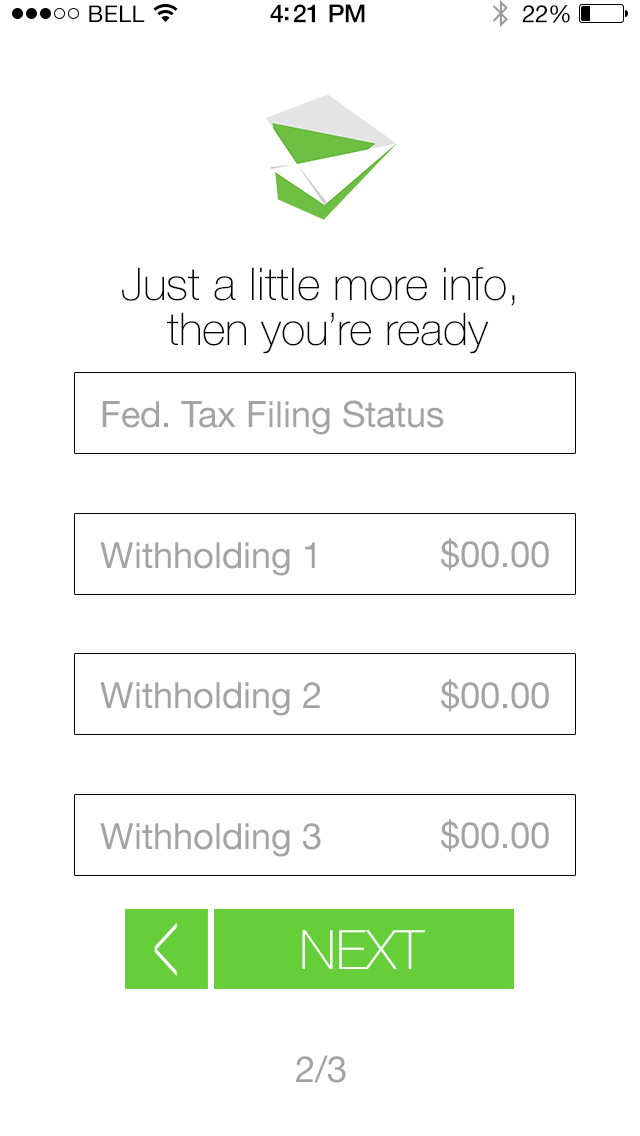 BELL 4:21 PM 22%
Just a little more info,
then you’re ready
Fed. Tax Filing Status
Withholding 1 $00.00
Withholding 2 $00.00
Withholding 3 $00.00
NEXT
2/3